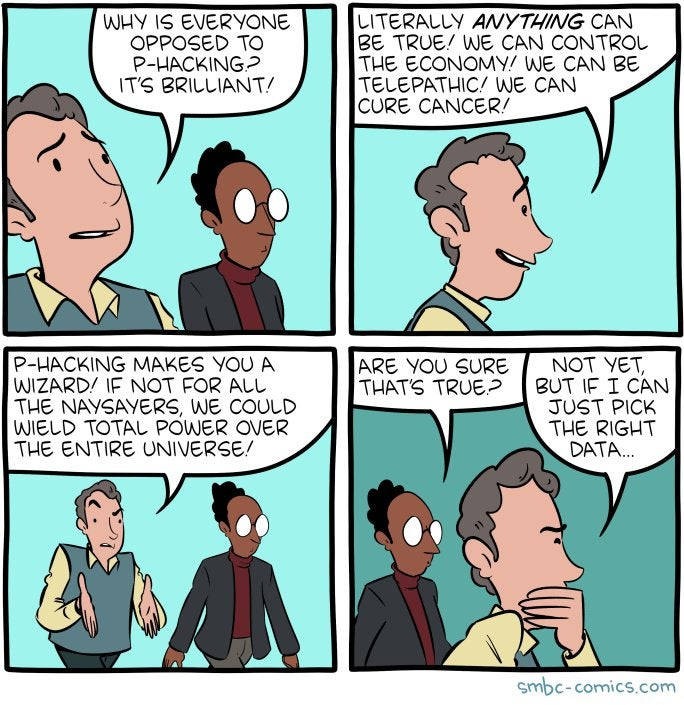 WHY IS EVERYONE
OPPOSED TO
P-HACKING?
IT'S BRILLIANT!
LITERALLY ANYTHING CAN
BE TRUE! WE CAN CONTROL
THE ECONOMY! WE CAN BE
TELEPATHIC! WE CAN
CURE CANCER!
P-HACKING MAKES YOU A
WIZARD! IF NOT FOR ALL
THE NAYSAYERS, WE COULD
WIELD TOTAL POWER OVER
THE ENTIRE UNIVERSE!
ARE YOU SURE
THAT'S TRUE?
NOT YET,
BUT IF I CAN
JUST PICK
THE RIGHT
DATA...
smbc-comics.com